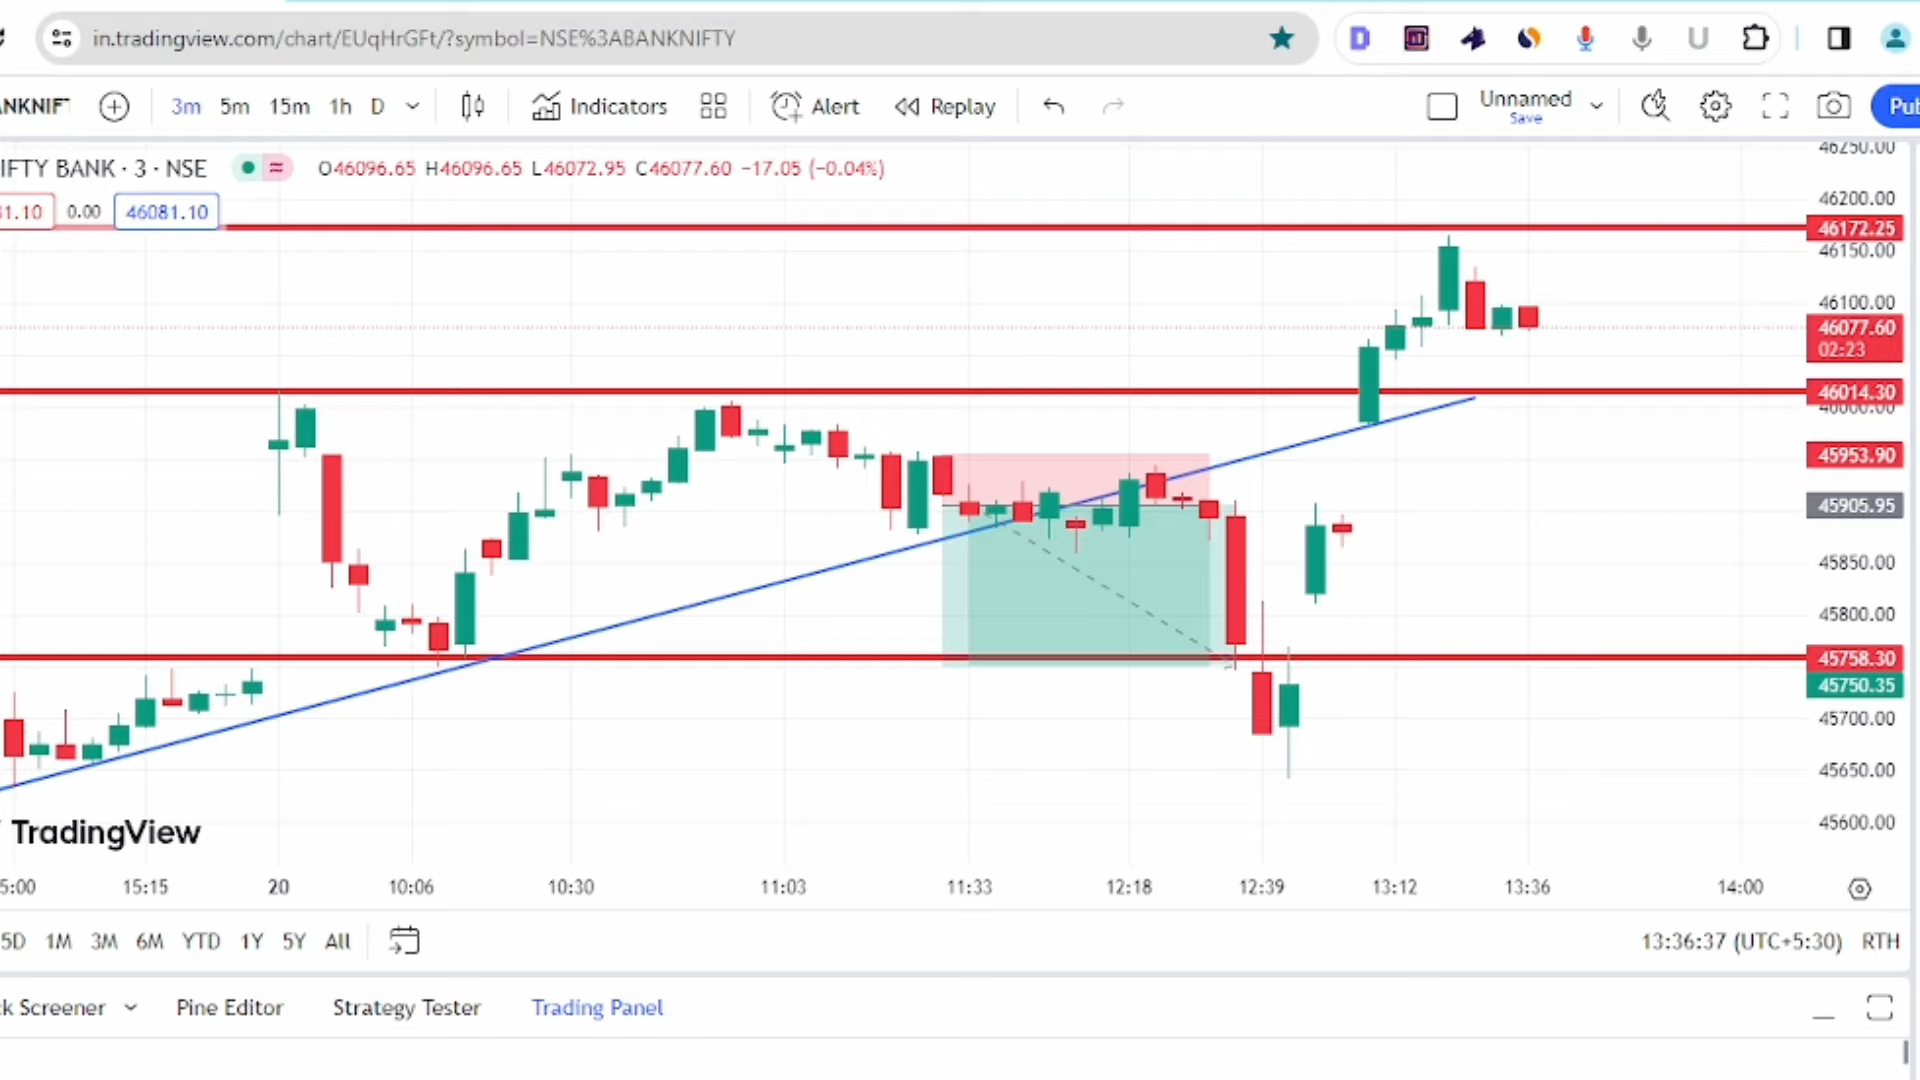 in.tradingview.com/chart/EUqHrGFt/?symbol=NSE%3ABANKNIFTY
ANKNIFT 3m 5m 15m 1h D Indicators Alert Replay Unnamed Save Pub
IFTY BANK · 3 · NSE O46096.65 H46096.65 L46072.95 C46077.60 −17.05 (−0.04%)
81.10 0.00 46081.10
46250.00
46200.00
46172.25
46150.00
46100.00
46077.60
02:23
46014.30
46000.00
45953.90
45905.95
45850.00
45800.00
45758.30
45750.35
45700.00
45650.00
45600.00
TradingView
5:00 15:15 20 10:06 10:30 11:03 11:33 12:18 12:39 13:12 13:36 14:00
5D 1M 3M 6M YTD 1Y 5Y All 13:36:37 (UTC+5:30) RTH
k Screener Pine Editor Strategy Tester Trading Panel